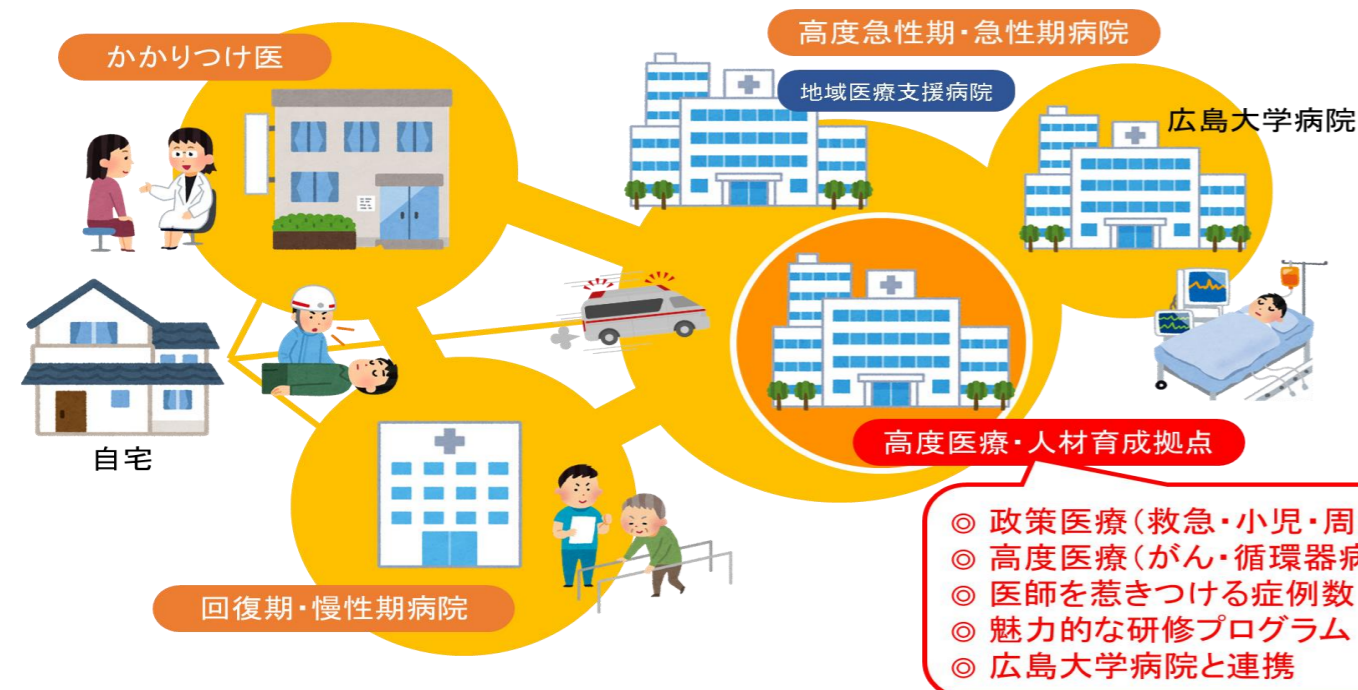 かかりつけ医
高度急性期・急性期病院
地域医療支援病院
広島大学病院
自宅
高度医療・人材育成拠点
回復期・慢性期病院
◎ 政策医療(救急・小児・周
◎ 高度医療(がん・循環器病
◎ 医師を惹きつける症例数
◎ 魅力的な研修プログラム
◎ 広島大学病院と連携